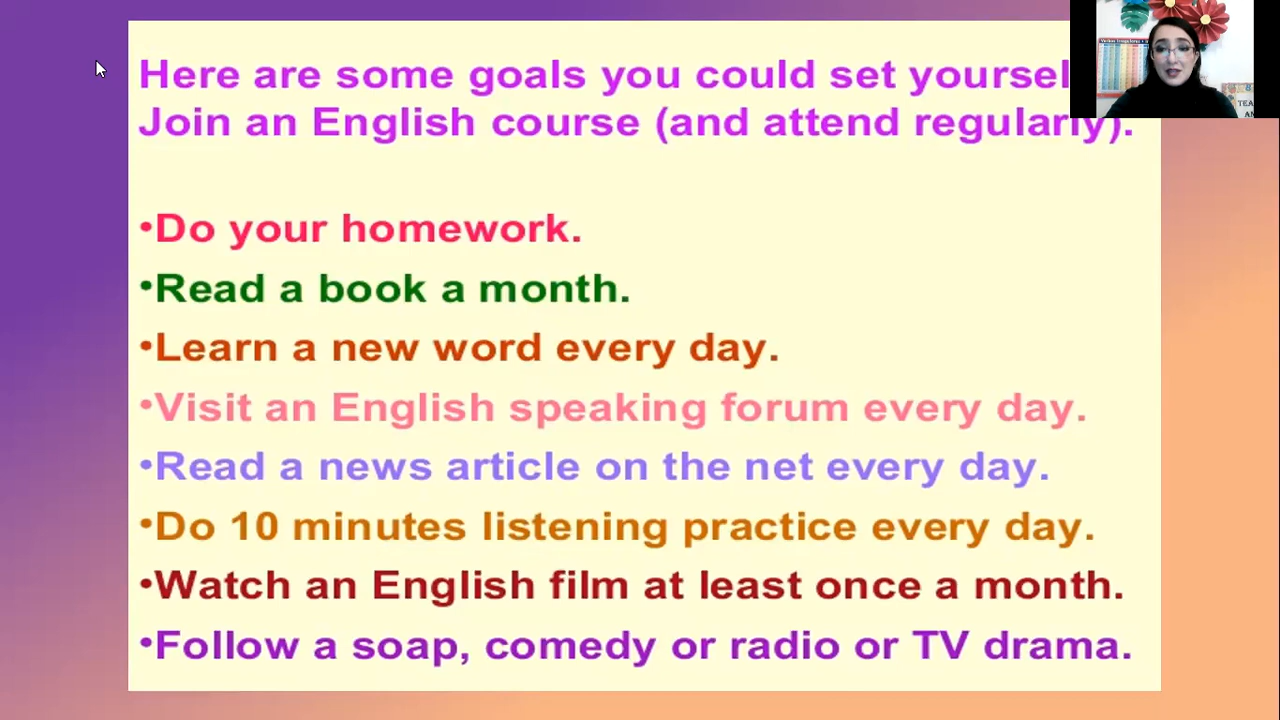 Here are some goals you could set
Join an English course (and attend regularly).
•Do your homework.
•Read a book a month.
•Learn a new word every day.
•Visit an English speaking forum every day.
•Read a news article on the net every day.
•Do 10 minutes listening practice every day.
•Watch an English film at least once a month.
•Follow a soap, comedy or radio or TV drama.